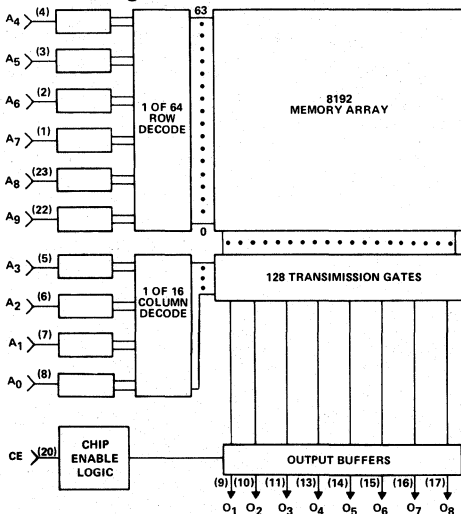 A4 (4)
A5 (3)
A6 (2)
A7 (1)
A8 (23)
A9 (22)
1 OF 64
ROW
DECODE
63
0
8192
MEMORY ARRAY
A3 (5)
A2 (6)
A1 (7)
A0 (8)
1 OF 16
COLUMN
DECODE
128 TRANSIMISSION GATES
CE (20)
CHIP
ENABLE
LOGIC
OUTPUT BUFFERS
(9) (10) (11) (13) (14) (15) (16) (17)
O1 O2 O3 O4 O5 O6 O7 O8